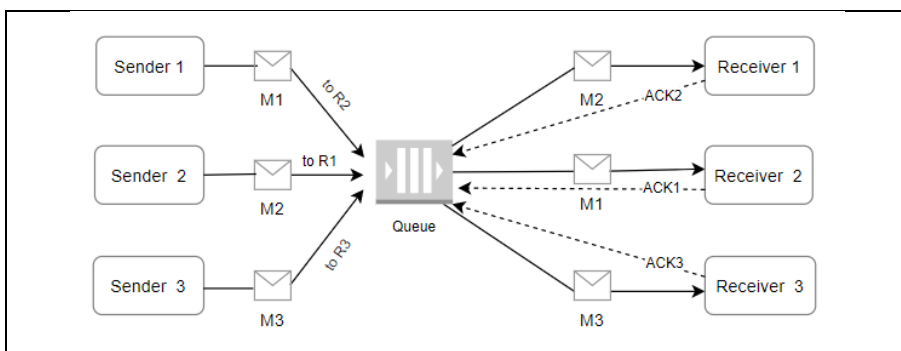 Sender 1
M1
to R2
M2
ACK2
Receiver 1
Sender  2
M2
to R1
Queue
M1
ACK1
Receiver 2
Sender  3
M3
to R3
M3
ACK3
Receiver  3